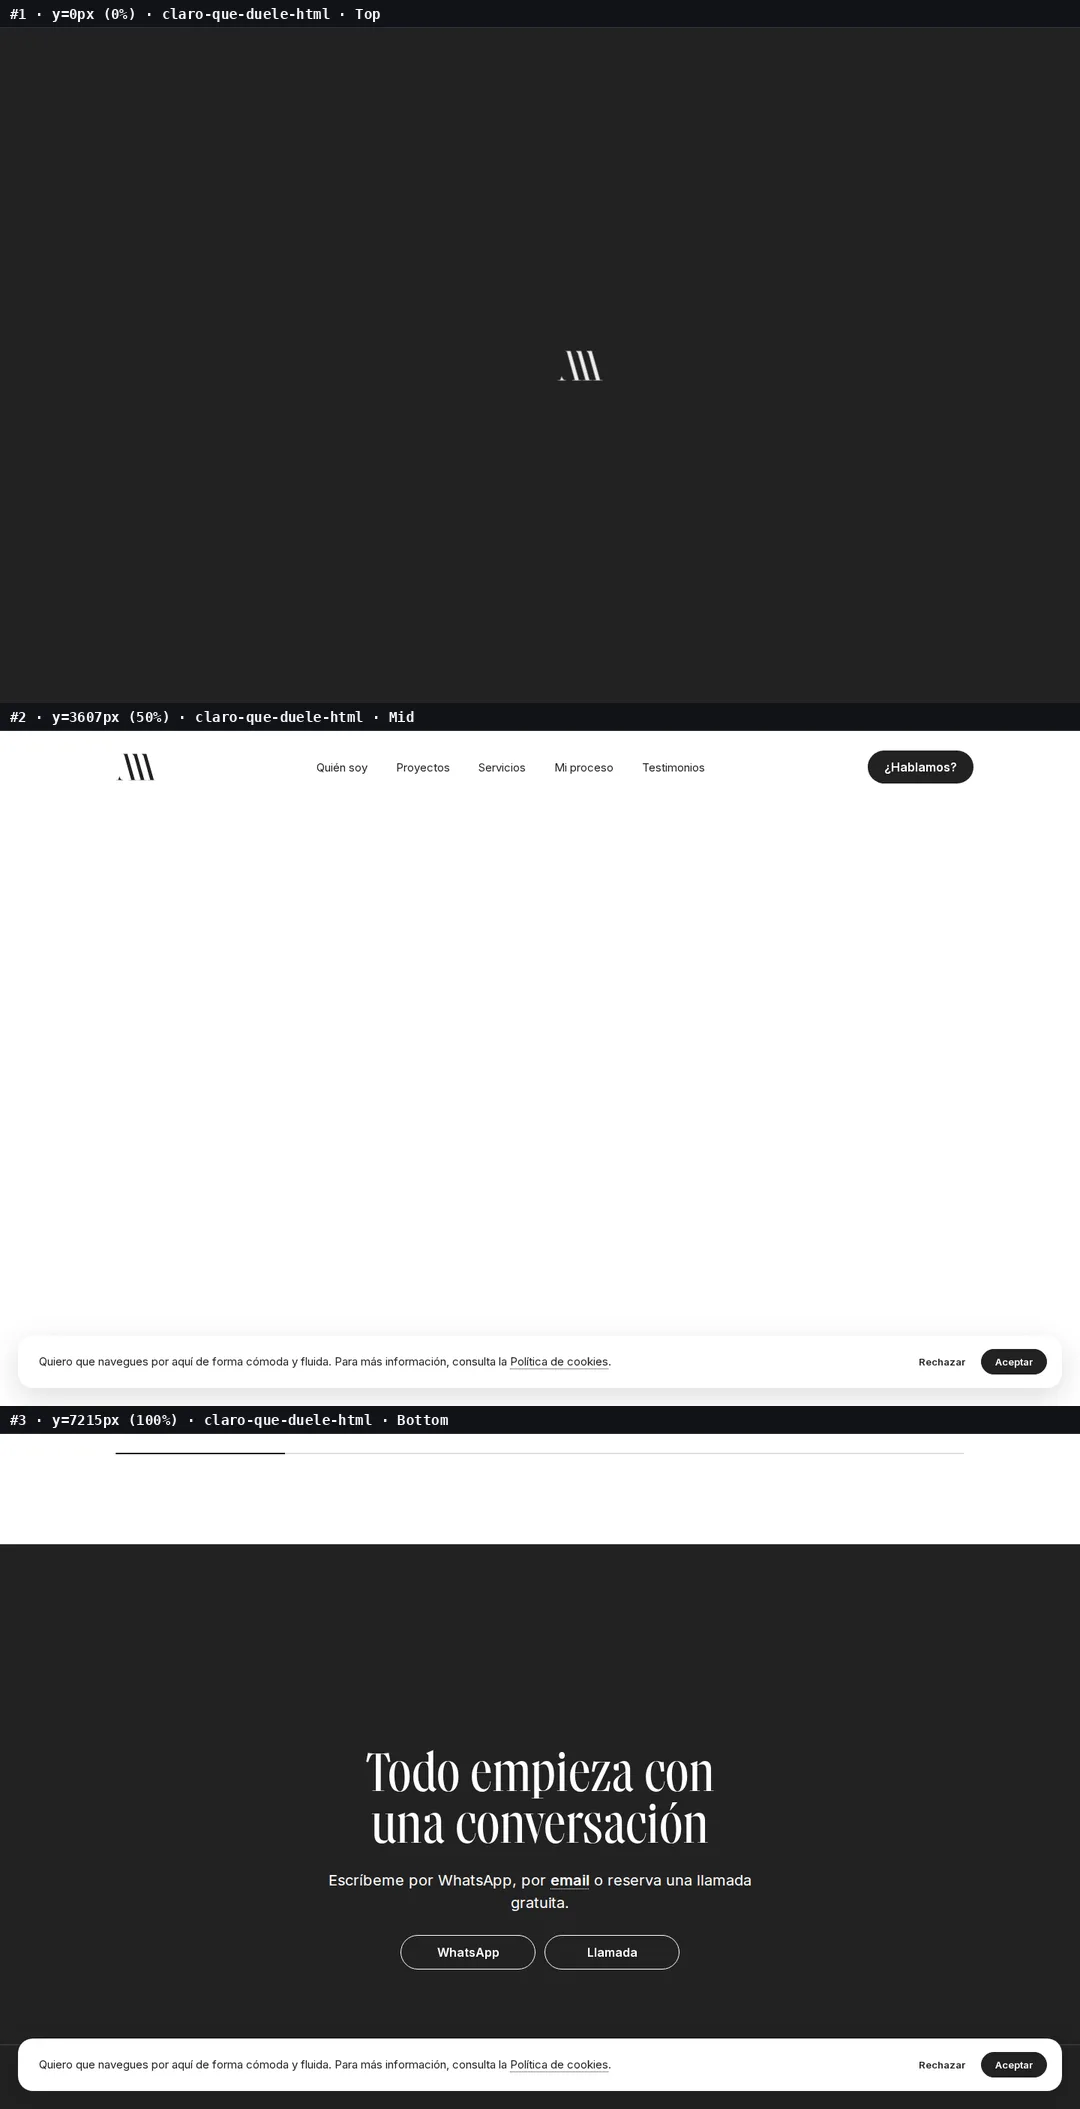 #1 · y=0px (0%) · claro-que-duele-html · Top
#2 · y=3607px (50%) · claro-que-duele-html · Mid
Quién soy Proyectos Servicios Mi proceso Testimonios ¿Hablamos?
Quiero que navegues por aquí de forma cómoda y fluida. Para más información, consulta la Política de cookies. Rechazar Aceptar
#3 · y=7215px (100%) · claro-que-duele-html · Bottom
Todo empieza con
una conversación
Escríbeme por WhatsApp, por email o reserva una llamada
gratuita.
WhatsApp Llamada
Quiero que navegues por aquí de forma cómoda y fluida. Para más información, consulta la Política de cookies. Rechazar Aceptar